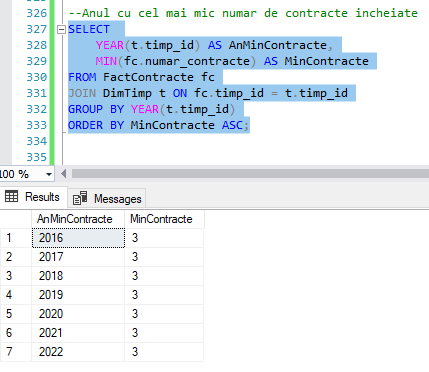 326 --Anul cu cel mai mic numar de contracte incheiate
327 SELECT
328 YEAR(t.timp_id) AS AnMinContracte,
329 MIN(fc.numar_contracte) AS MinContracte
330 FROM FactContracte fc
331 JOIN DimTimp t ON fc.timp_id = t.timp_id
332 GROUP BY YEAR(t.timp_id)
333 ORDER BY MinContracte ASC;
334
335
00 %
Results Messages
AnMinContracte MinContracte
1 2016 3
2 2017 3
3 2018 3
4 2019 3
5 2020 3
6 2021 3
7 2022 3